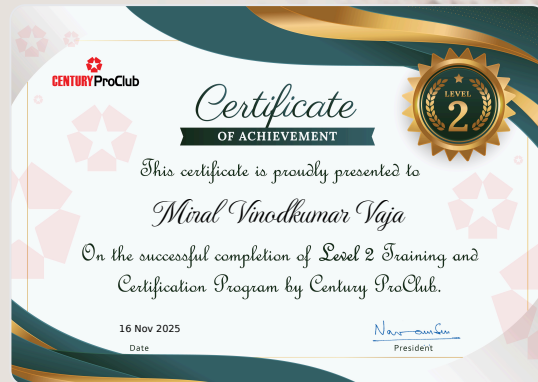 CENTURY ProClub
LEVEL
2
Certificate
OF ACHIEVEMENT
This certificate is proudly presented to
Miral Vinodkumar Vaja
On the successful completion of Level 2 Training and
Certification Program by Century ProClub.
16 Nov 2025
Date
President